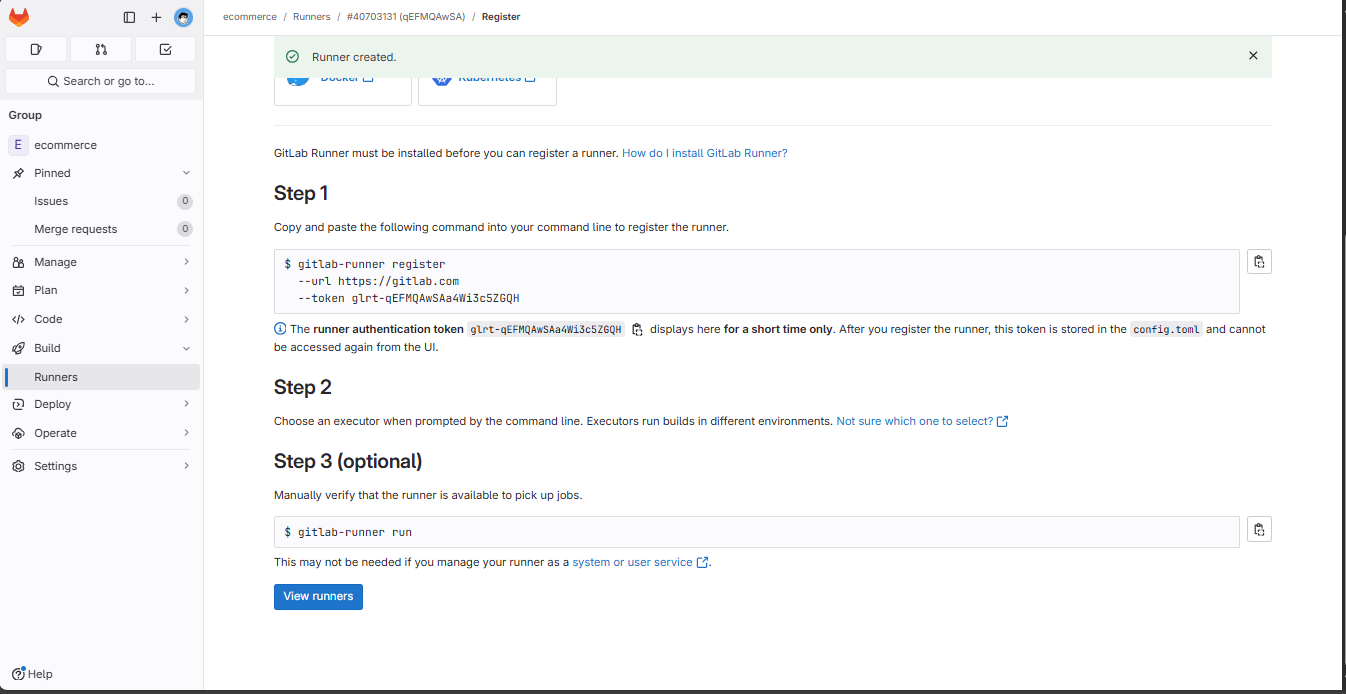 ecommerce / Runners / #40703131 (qEFMQAwSA) / Register
Search or go to...
Group
E ecommerce
Pinned
Issues 0
Merge requests 0
Manage
Plan
Code
Build
Runners
Deploy
Operate
Settings
Help
Runner created.
Docker
Kubernetes
GitLab Runner must be installed before you can register a runner. How do I install GitLab Runner?
Step 1
Copy and paste the following command into your command line to register the runner.
$ gitlab-runner register
--url https://gitlab.com
--token glrt-qEFMQAwSAa4Wi3c5ZGQH
The runner authentication token glrt-qEFMQAwSAa4Wi3c5ZGQH displays here for a short time only. After you register the runner, this token is stored in the config.toml and cannot
be accessed again from the UI.
Step 2
Choose an executor when prompted by the command line. Executors run builds in different environments. Not sure which one to select?
Step 3 (optional)
Manually verify that the runner is available to pick up jobs.
$ gitlab-runner run
This may not be needed if you manage your runner as a system or user service.
View runners